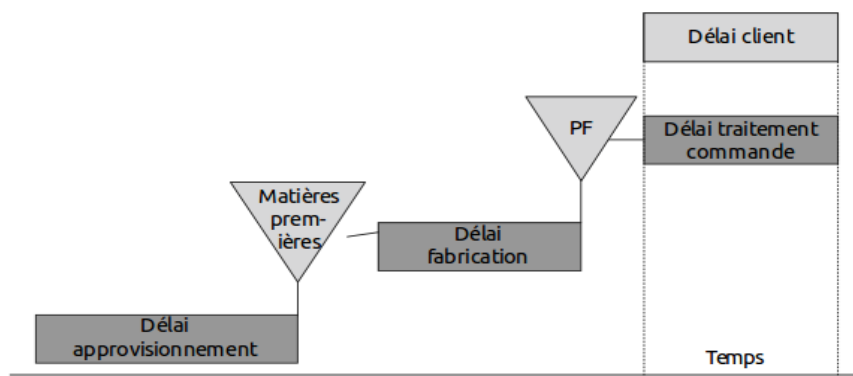 Délai client
PF
Délai traitement
commande
Matières
prem-
ières
Délai
fabrication
Délai
approvisionnement
Temps